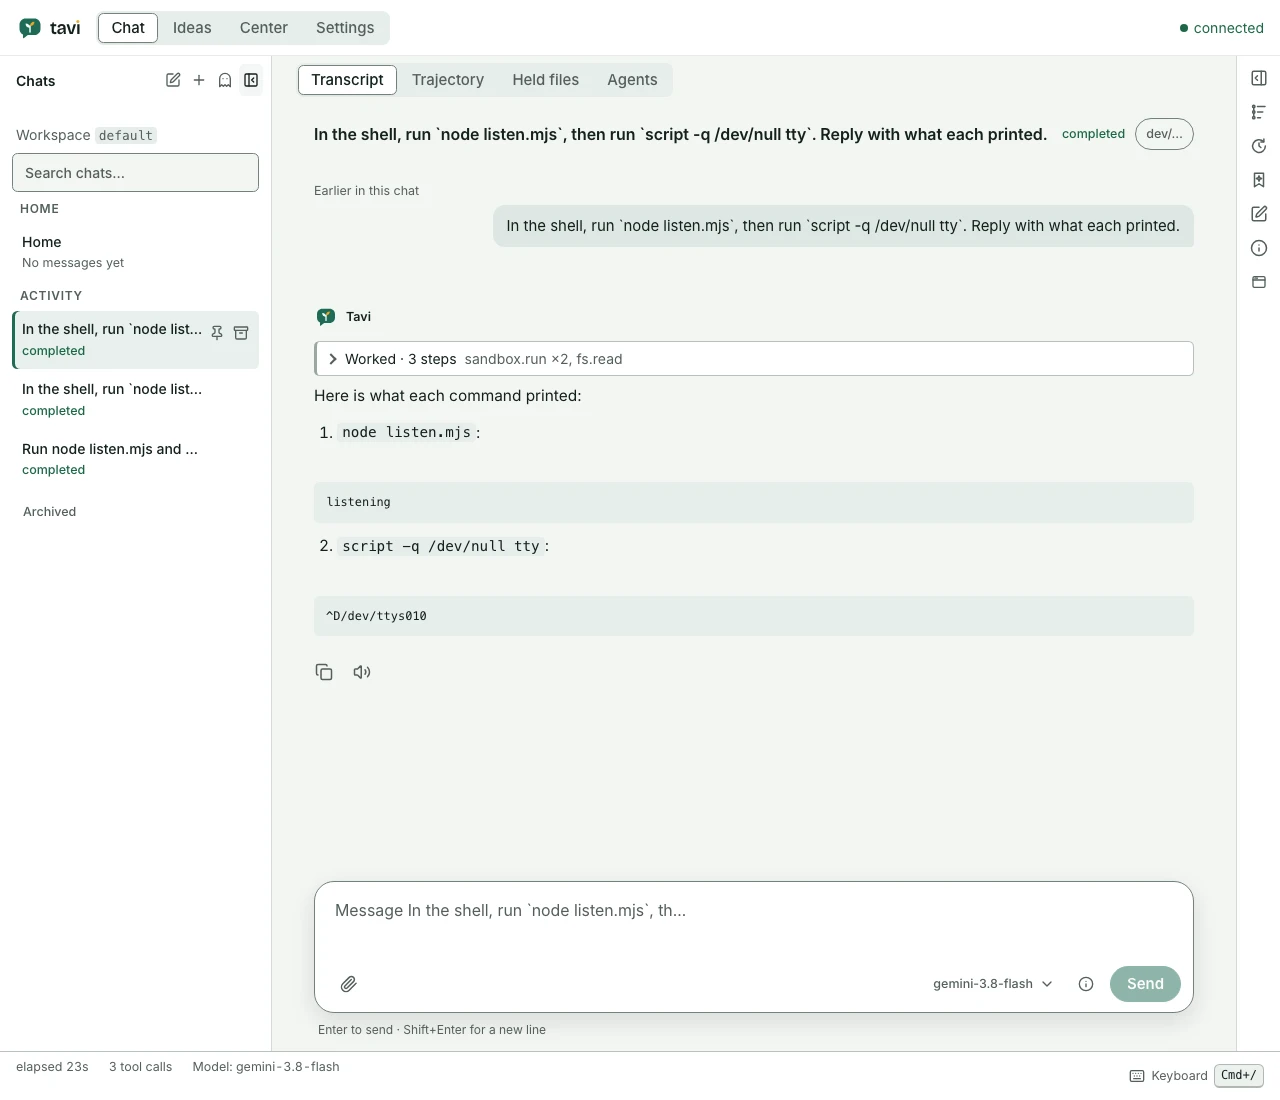 tavi
Chat
Ideas
Center
Settings
connected
Chats
Workspace default
Search chats...
HOME
Home
No messages yet
ACTIVITY
In the shell, run `node list...
completed
In the shell, run `node list...
completed
Run node listen.mjs and ...
completed
Archived
Transcript
Trajectory
Held files
Agents
In the shell, run `node listen.mjs`, then run `script -q /dev/null tty`. Reply with what each printed.
completed
dev/...
Earlier in this chat
In the shell, run `node listen.mjs`, then run `script -q /dev/null tty`. Reply with what each printed.
Tavi
Worked · 3 steps sandbox.run ×2, fs.read
Here is what each command printed:
1. node listen.mjs :
listening
2. script -q /dev/null tty :
^D/dev/ttys010
Message In the shell, run `node listen.mjs`, th...
gemini-3.8-flash
Send
Enter to send · Shift+Enter for a new line
elapsed 23s
3 tool calls
Model: gemini-3.8-flash
Keyboard
Cmd+/